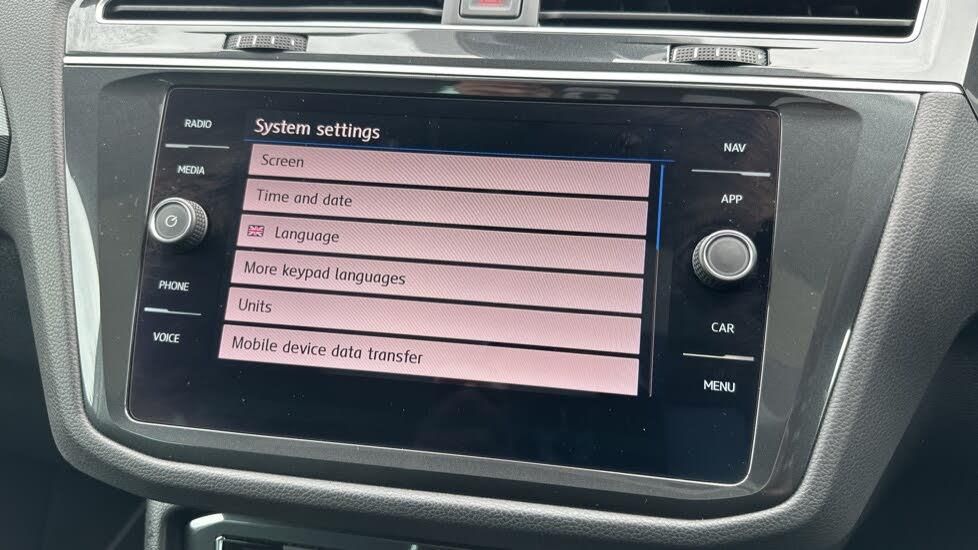 RADIO
MEDIA
PHONE
VOICE
System settings
Screen
Time and date
Language
More keypad languages
Units
Mobile device data transfer
NAV
APP
CAR
MENU